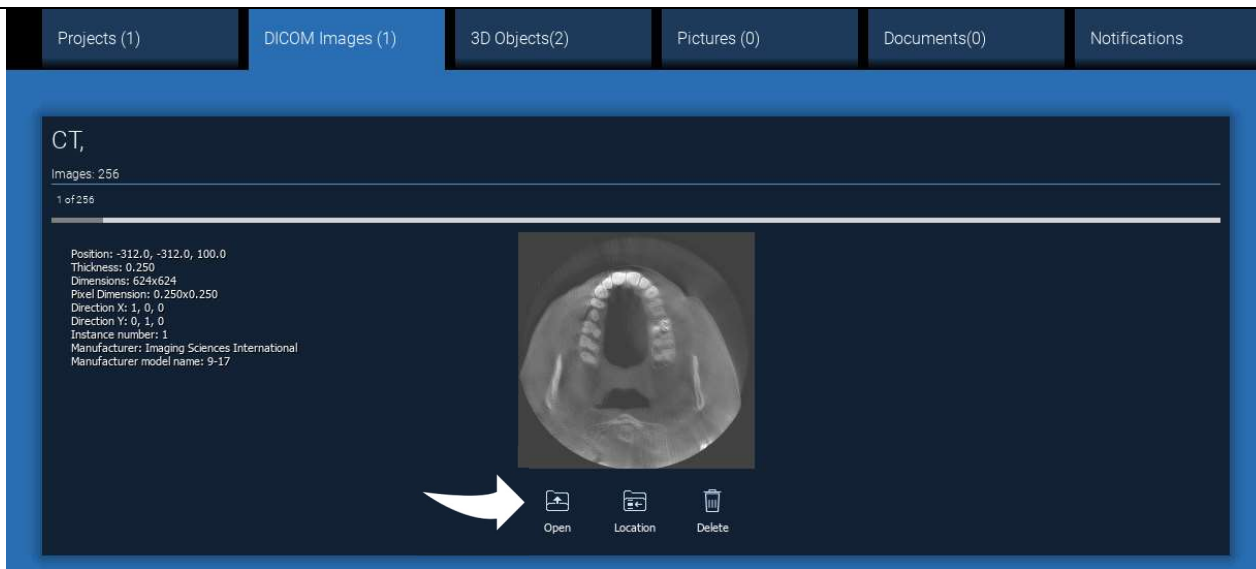 Projects (1)
DICOM Images (1)
3D Objects(2)
Pictures (0)
Documents(0)
Notifications
CT,
Images: 256
1 of 256
Position: -312.0, -312.0, 100.0
Thickness: 0.250
Dimensions: 624x624
Pixel Dimension: 0.250x0.250
Direction X: 1, 0, 0
Direction Y: 0, 1, 0
Instance number: 1
Manufacturer: Imaging Sciences International
Manufacturer model name: 9-17
Open
Location
Delete